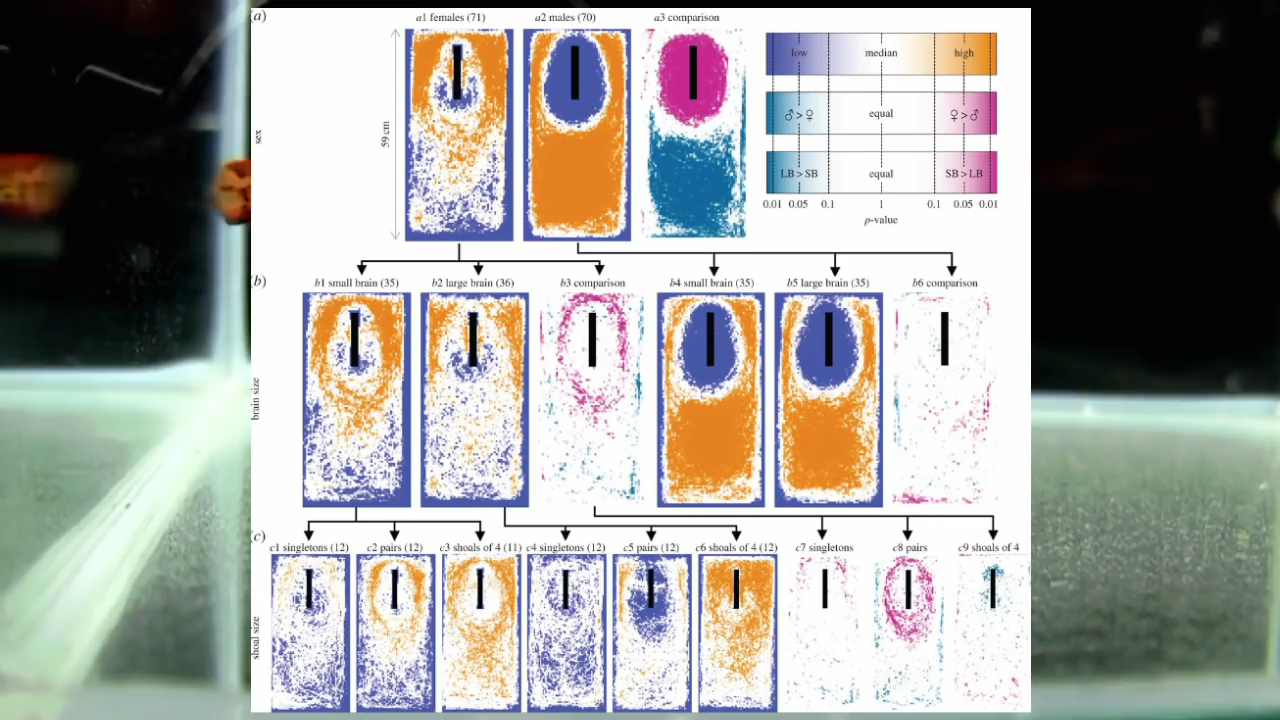 (a)
a1 females (71)
a2 males (70)
a3 comparison
low
median
high
♂ > ♀
equal
♀ > ♂
LB > SB
equal
SB > LB
0.01 0.05 0.1 1 0.1 0.05 0.01
p-value
59 cm
sex
(b)
b1 small brain (35)
b2 large brain (36)
b3 comparison
b4 small brain (35)
b5 large brain (35)
b6 comparison
brain size
(c)
c1 singletons (12)
c2 pairs (12)
c3 shoals of 4 (11)
c4 singletons (12)
c5 pairs (12)
c6 shoals of 4 (12)
c7 singletons
c8 pairs
c9 shoals of 4
shoal size